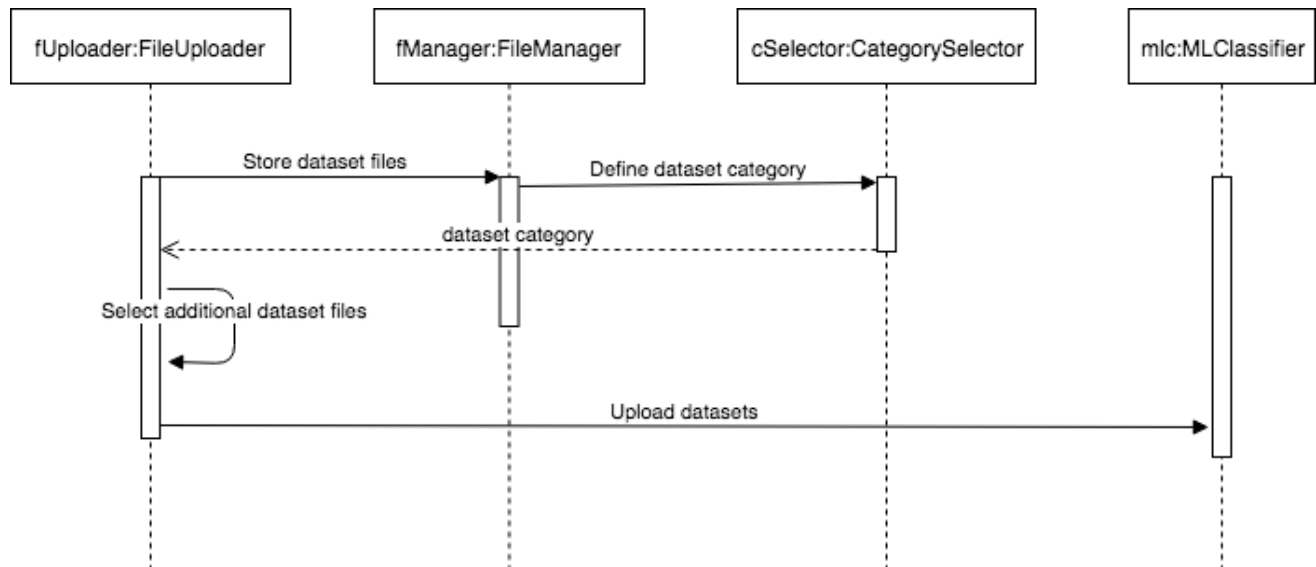 fUploader:FileUploader
fManager:FileManager
cSelector:CategorySelector
mlc:MLClassifier
Store dataset files
Define dataset category
dataset category
Select additional dataset files
Upload datasets